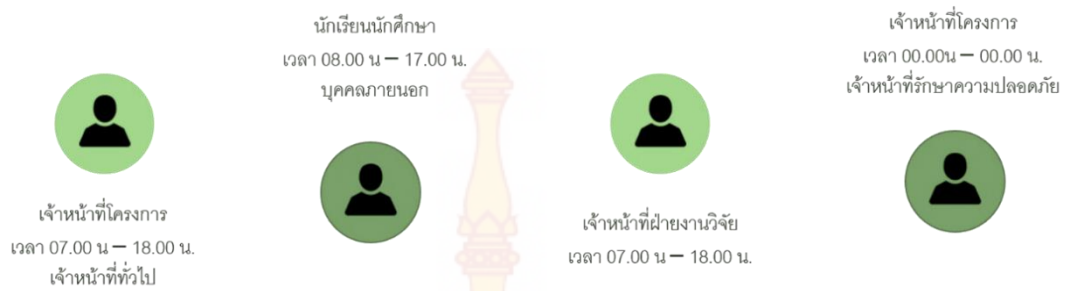 เจ้าหน้าที่โครงการ
เวลา 07.00 น – 18.00 น.
เจ้าหน้าที่ทั่วไป
นักเรียนนักศึกษา
เวลา 08.00 น – 17.00 น.
บุคคลภายนอก
เจ้าหน้าที่ฝ่ายงานวิจัย
เวลา 07.00 น – 18.00 น.
เจ้าหน้าที่โครงการ
เวลา 00.00น – 00.00 น.
เจ้าหน้าที่รักษาความปลอดภัย